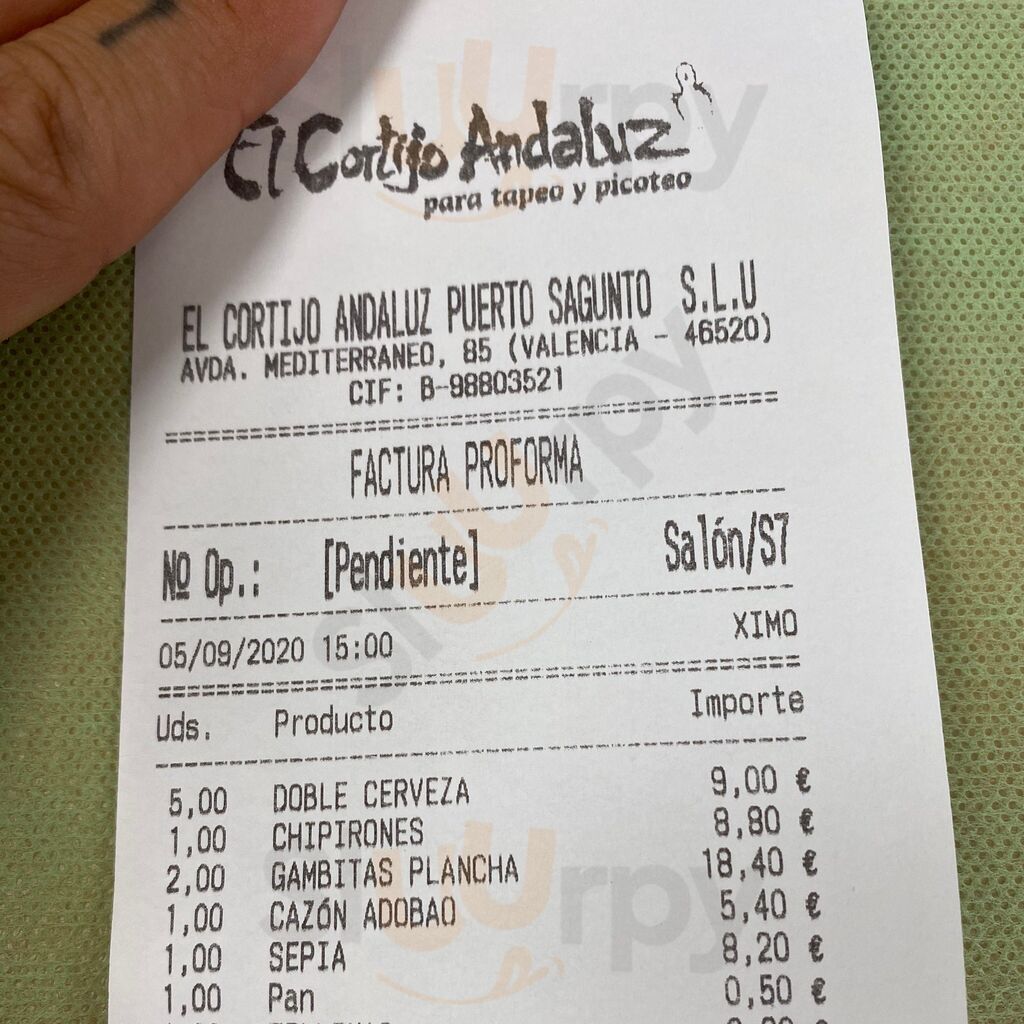 El Cortijo Andaluz
para tapeo y picoteo
EL CORTIJO ANDALUZ PUERTO SAGUNTO S.L.U
AVDA. MEDITERRANEO, 85 (VALENCIA - 46520)
CIF: B-98803521
FACTURA PROFORMA
Nº Op.: [Pendiente] Salón/S7
05/09/2020 15:00 XIMO
Uds. Producto Importe
5,00 DOBLE CERVEZA 9,00 €
1,00 CHIPIRONES 8,80 €
2,00 GAMBITAS PLANCHA 18,40 €
1,00 CAZÓN ADOBAO 5,40 €
1,00 SEPIA 8,20 €
1,00 Pan 0,50 €
slurpy
slurpy
slurpy